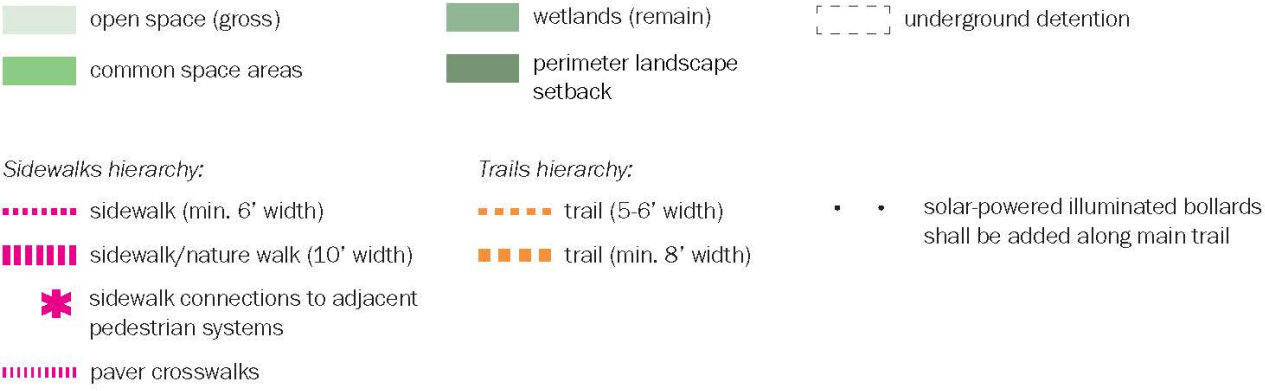 open space (gross)
common space areas
wetlands (remain)
perimeter landscape
setback
underground detention
Sidewalks hierarchy:
sidewalk (min. 6’ width)
sidewalk/nature walk (10’ width)
sidewalk connections to adjacent
pedestrian systems
paver crosswalks
Trails hierarchy:
trail (5-6’ width)
trail (min. 8’ width)
solar-powered illuminated bollards
shall be added along main trail